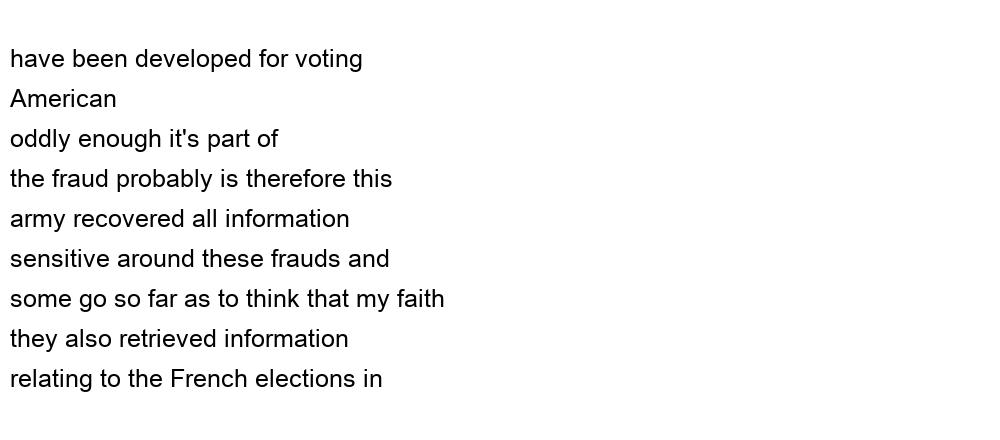 have been developed for voting
American
oddly enough it's part of
the fraud probably is therefore this
army recovered all information
sensitive around these frauds and
some go so far as to think that my faith
they also retrieved information
relating to the French elections in